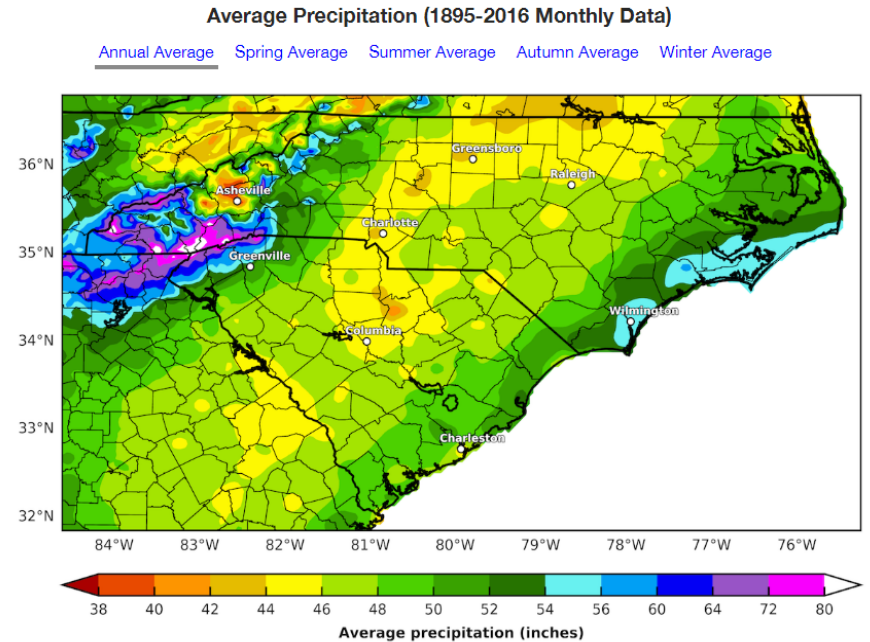 Average Precipitation (1895-2016 Monthly Data)
Annual Average Spring Average Summer Average Autumn Average Winter Average
36°N
Greensboro
Raleigh
Asheville
Charlotte
35°N
Greenville
Wilmington
34°N
Columbia
33°N
Charleston
32°N
84°W 83°W 82°W 81°W 80°W 79°W 78°W 77°W 76°W
38 40 42 44 46 48 50 52 54 56 60 64 72 80
Average precipitation (inches)